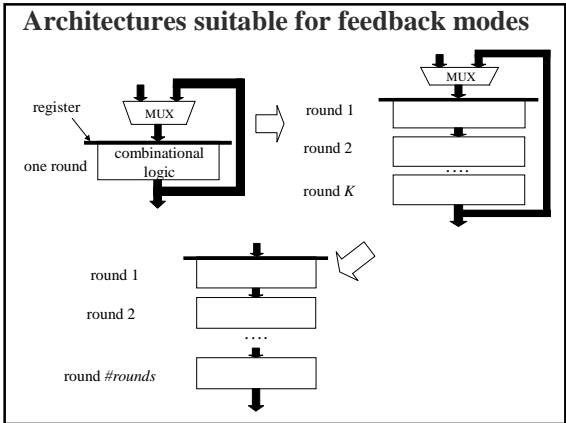 Architectures suitable for feedback modes
MUX
register
one round
combinational
logic
MUX
round 1
round 2
....
round K
round 1
round 2
....
round #rounds